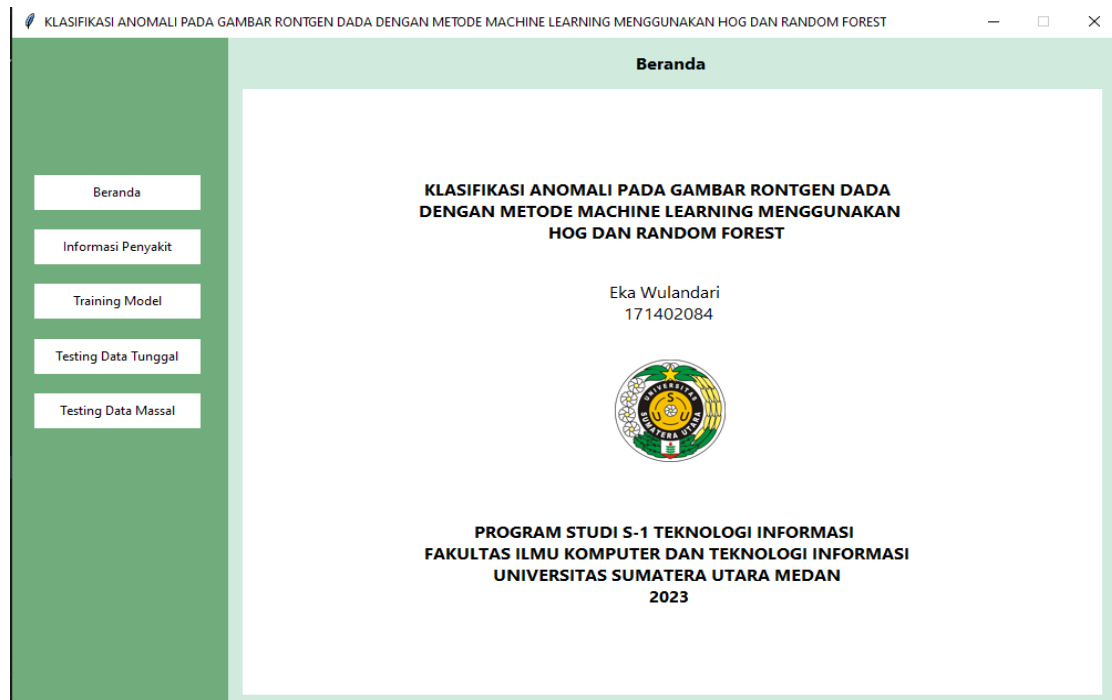 KLASIFIKASI ANOMALI PADA GAMBAR RONTGEN DADA DENGAN METODE MACHINE LEARNING MENGGUNAKAN HOG DAN RANDOM FOREST
Beranda
Beranda
Informasi Penyakit
Training Model
Testing Data Tunggal
Testing Data Massal
KLASIFIKASI ANOMALI PADA GAMBAR RONTGEN DADA
DENGAN METODE MACHINE LEARNING MENGGUNAKAN
HOG DAN RANDOM FOREST
Eka Wulandari
171402084
UNIVERSITAS
SUMATERA UTARA
S
U U
PROGRAM STUDI S-1 TEKNOLOGI INFORMASI
FAKULTAS ILMU KOMPUTER DAN TEKNOLOGI INFORMASI
UNIVERSITAS SUMATERA UTARA MEDAN
2023